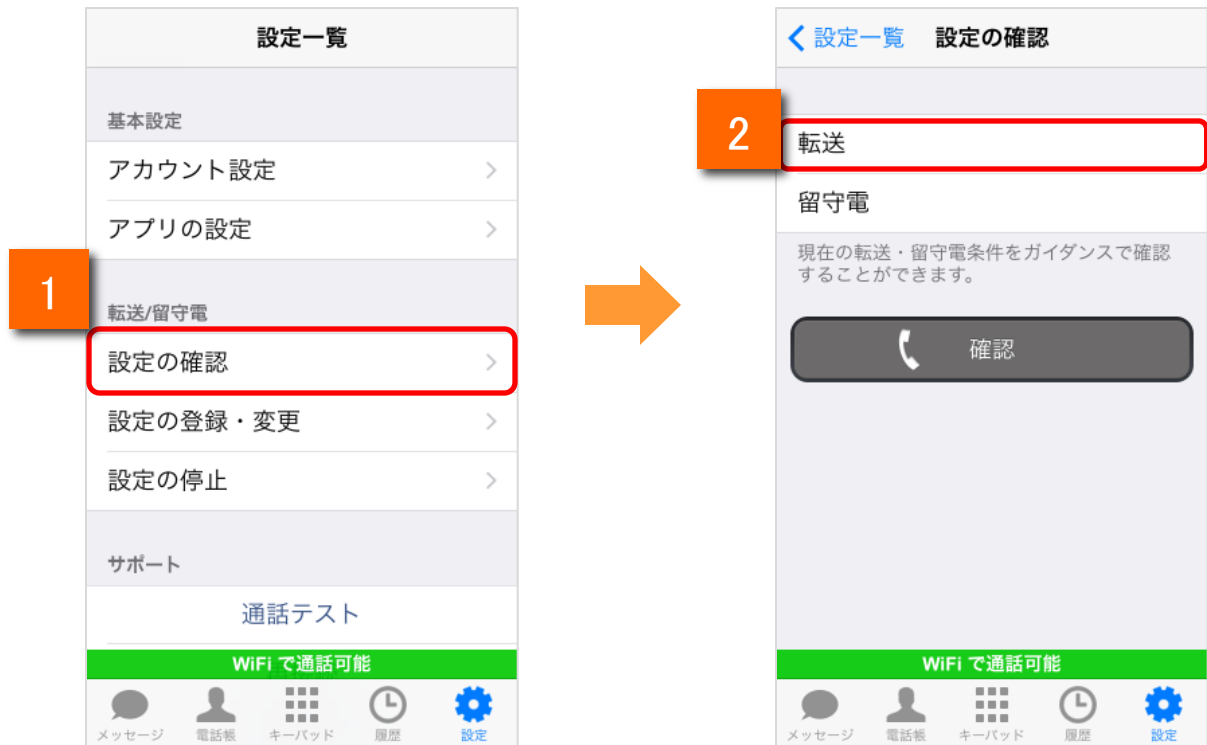 設定一覧
基本設定
アカウント設定
アプリの設定
1
転送/留守電
設定の確認
設定の登録・変更
設定の停止
サポート
通話テスト
WiFi で通話可能
メッセージ 電話帳 キーパッド 履歴 設定
設定一覧 設定の確認
2
転送
留守電
現在の転送・留守電条件をガイダンスで確認
することができます。
確認
WiFi で通話可能
メッセージ 電話帳 キーパッド 履歴 設定